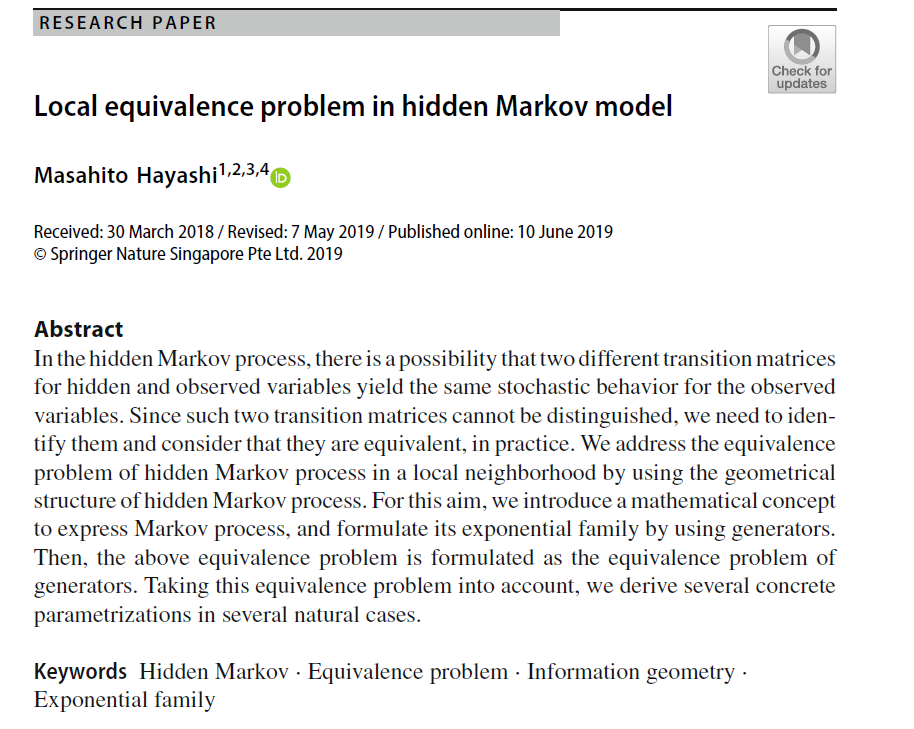 RESEARCH PAPER
Check for
updates
Local equivalence problem in hidden Markov model
Masahito Hayashi1,2,3,4 iD
Received: 30 March 2018 / Revised: 7 May 2019 / Published online: 10 June 2019
© Springer Nature Singapore Pte Ltd. 2019
Abstract
In the hidden Markov process, there is a possibility that two different transition matrices
for hidden and observed variables yield the same stochastic behavior for the observed
variables. Since such two transition matrices cannot be distinguished, we need to iden-
tify them and consider that they are equivalent, in practice. We address the equivalence
problem of hidden Markov process in a local neighborhood by using the geometrical
structure of hidden Markov process. For this aim, we introduce a mathematical concept
to express Markov process, and formulate its exponential family by using generators.
Then, the above equivalence problem is formulated as the equivalence problem of
generators. Taking this equivalence problem into account, we derive several concrete
parametrizations in several natural cases.
Keywords Hidden Markov · Equivalence problem · Information geometry ·
Exponential family